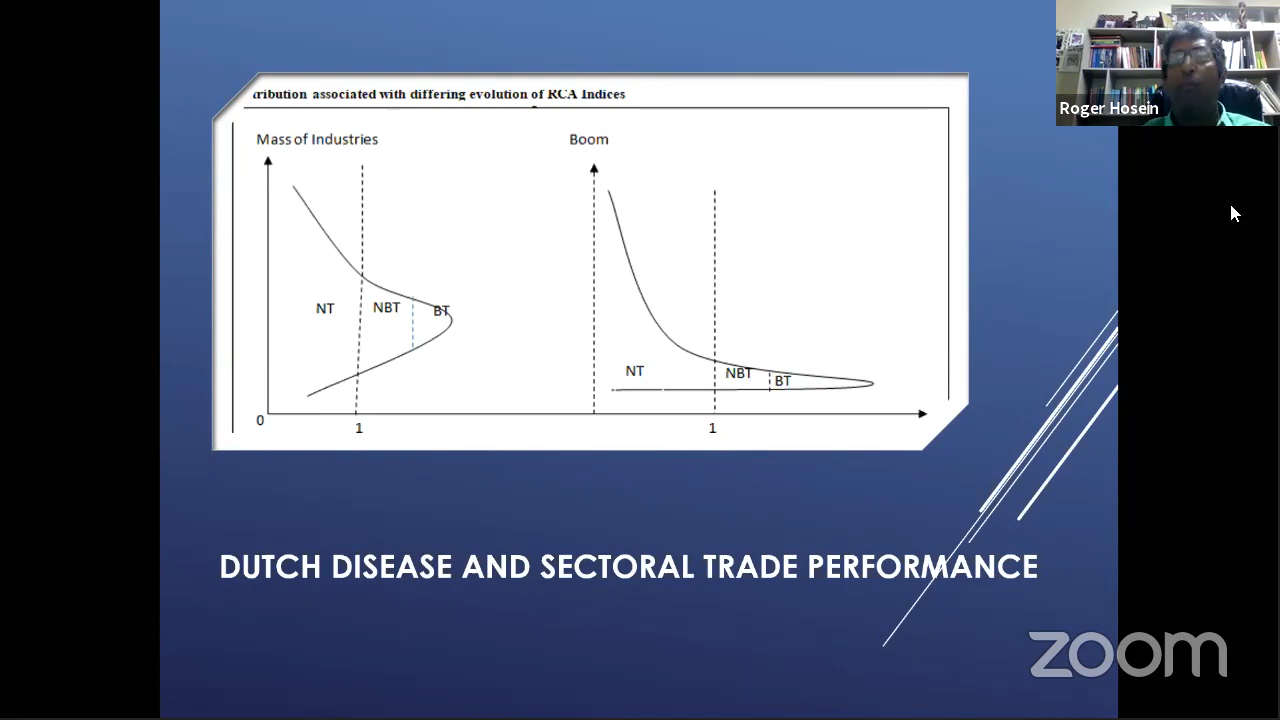 tribution associated with differing evolution of RCA Indices
Mass of Industries
Boom
NT
NBT
BT
NT
NBT
BT
0
1
1
DUTCH DISEASE AND SECTORAL TRADE PERFORMANCE
Roger Hosein
zoom